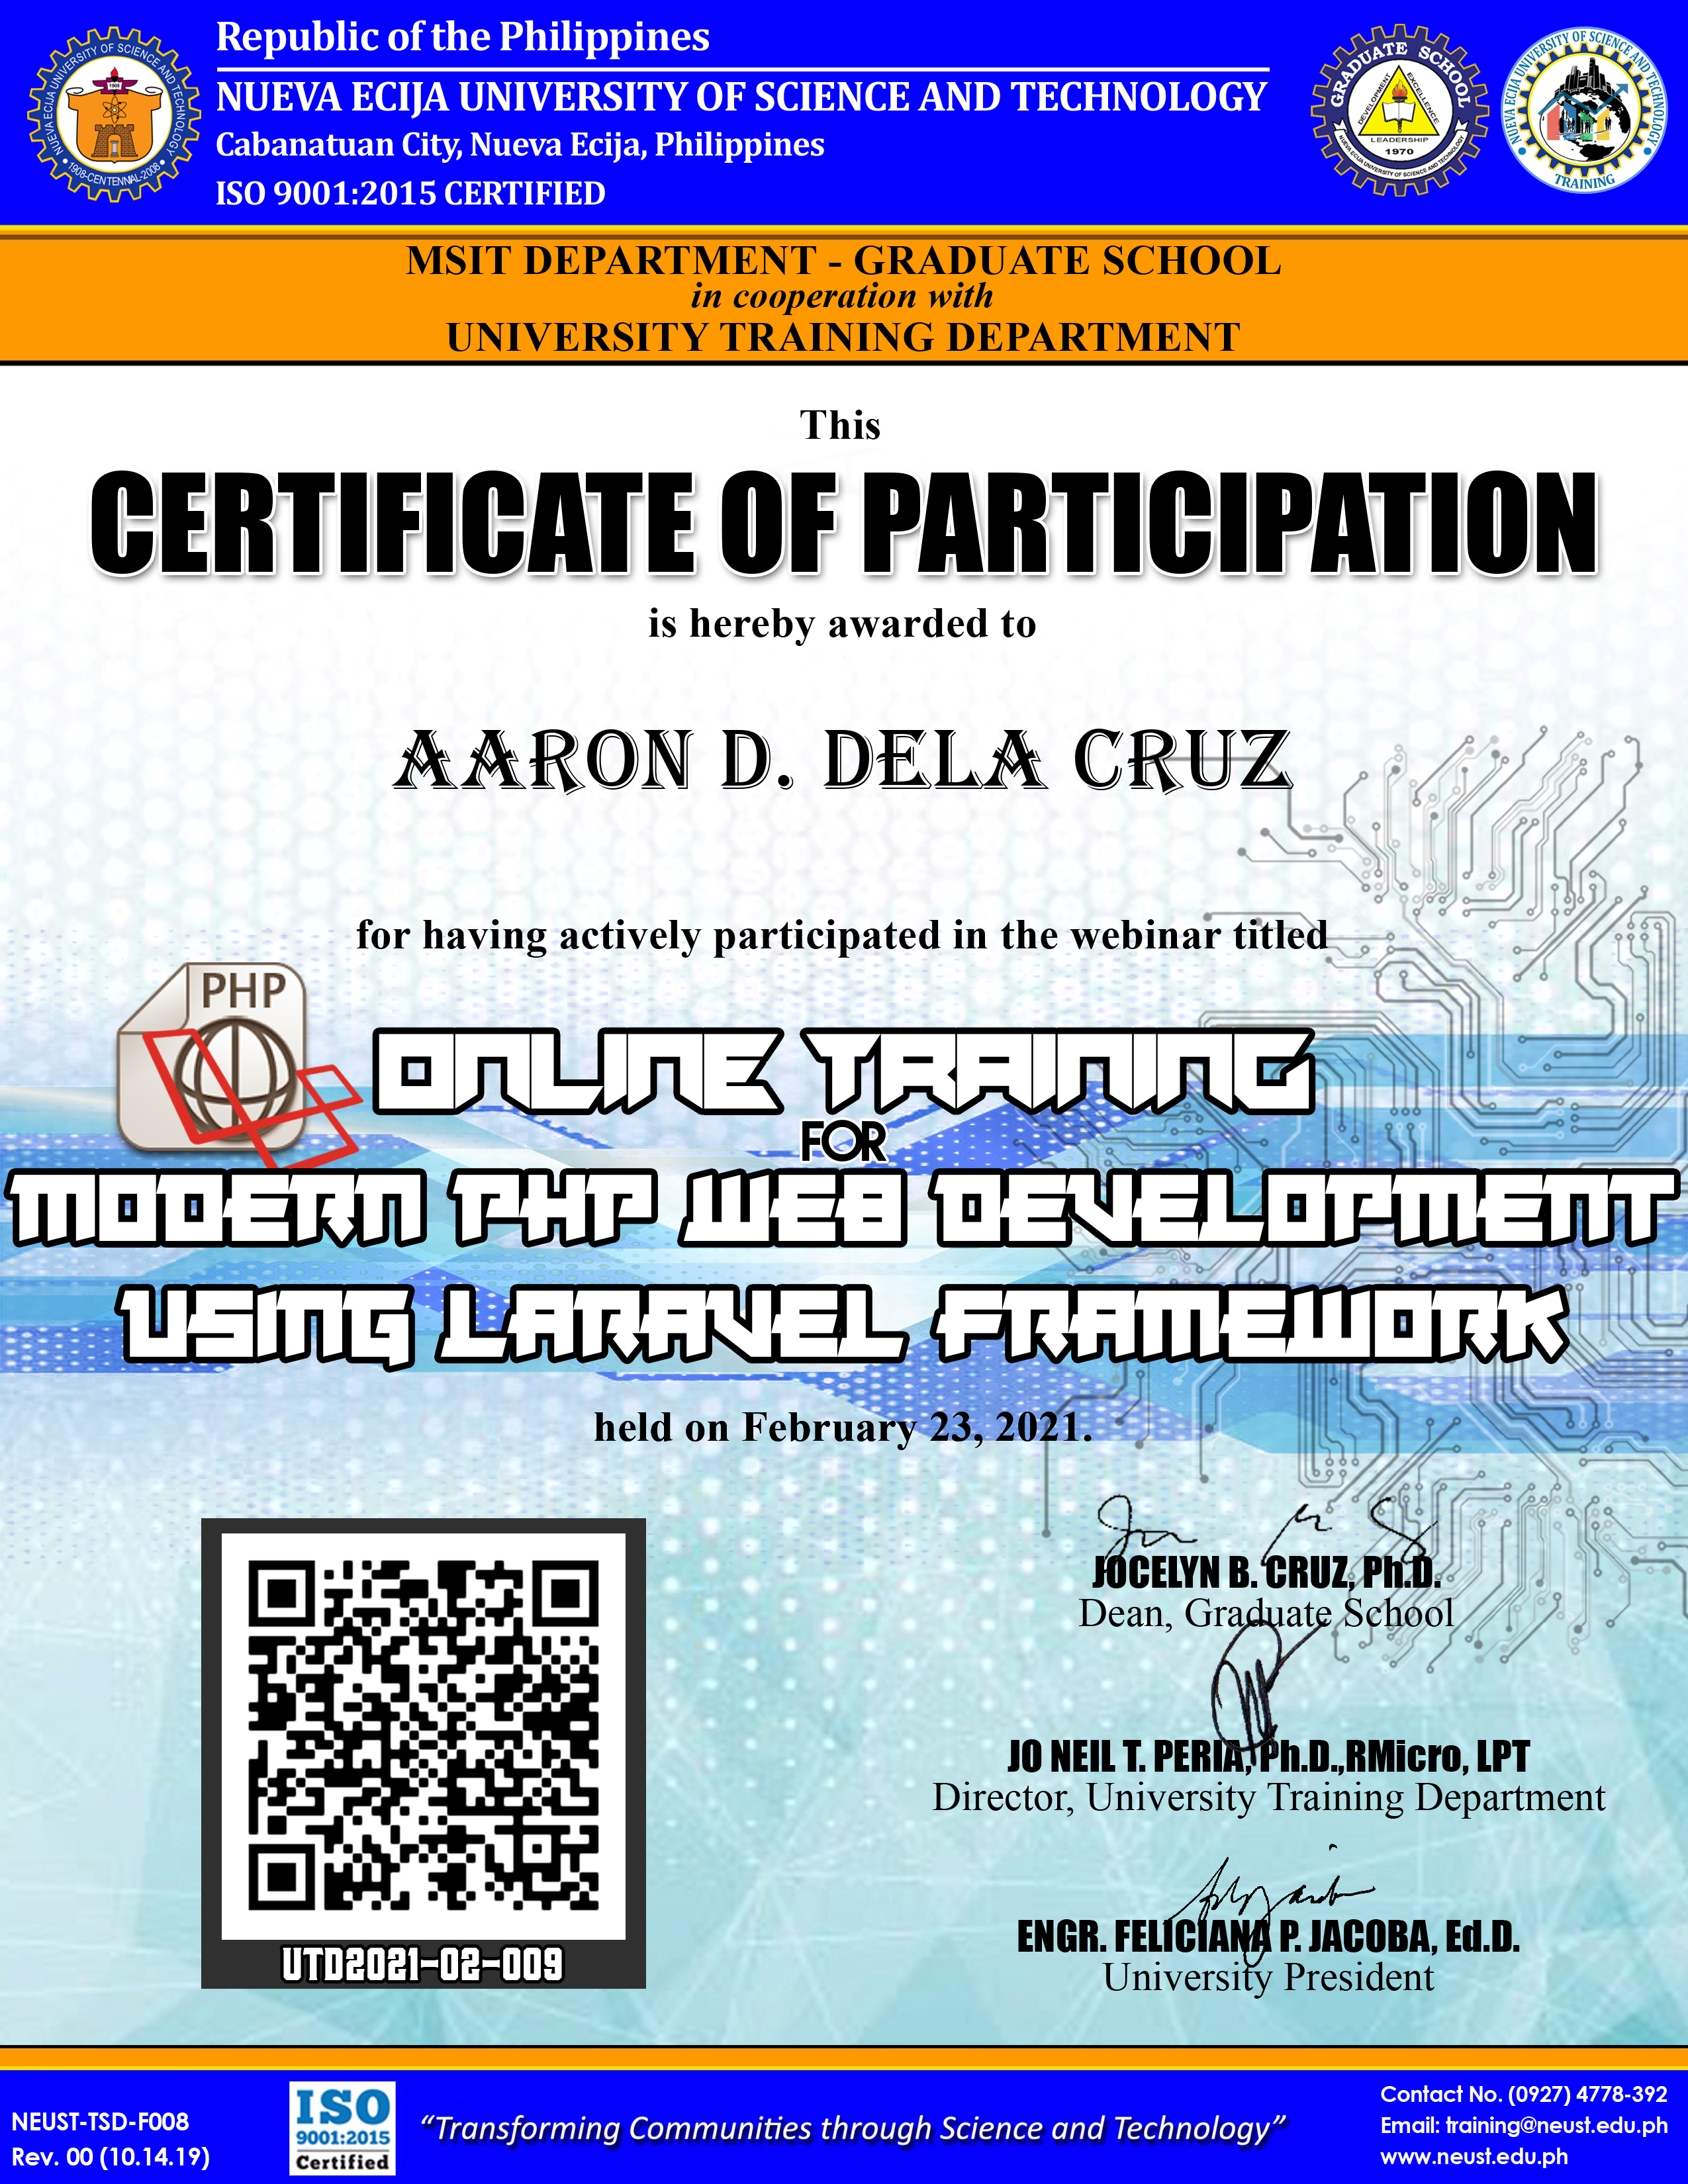 Republic of the Philippines
NUEVA ECIJA UNIVERSITY OF SCIENCE AND TECHNOLOGY
Cabanatuan City, Nueva Ecija, Philippines
ISO 9001:2015 CERTIFIED
NUEVA ECIJA UNIVERSITY OF SCIENCE AND TECHNOLOGY
1908-CENTENNIAL-2008
1908
GRADUATE SCHOOL
DEVELOPMENT
EXCELLENCE
LEADERSHIP
1970
NUEVA ECIJA UNIVERSITY OF SCIENCE AND TECHNOLOGY
NUEVA ECIJA UNIVERSITY OF SCIENCE AND TECHNOLOGY
TRAINING
MSIT DEPARTMENT - GRADUATE SCHOOL
in cooperation with
UNIVERSITY TRAINING DEPARTMENT
This
CERTIFICATE OF PARTICIPATION
is hereby awarded to
AARON D. DELA CRUZ
for having actively participated in the webinar titled
PHP
ONLINE TRAINING
FOR
MODERN PHP WEB DEVELOPMENT
USING LARAVEL FRAMEWORK
held on February 23, 2021.
JOCELYN B. CRUZ, Ph.D.
Dean, Graduate School
JO NEIL T. PERIA, Ph.D.,RMicro, LPT
Director, University Training Department
ENGR. FELICIANA P. JACOBA, Ed.D.
University President
UTD2021-02-009
NEUST-TSD-F008
Rev. 00 (10.14.19)
ISO
9001:2015
Certified
“Transforming Communities through Science and Technology”
Contact No. (0927) 4778-392
Email: training@neust.edu.ph
www.neust.edu.ph